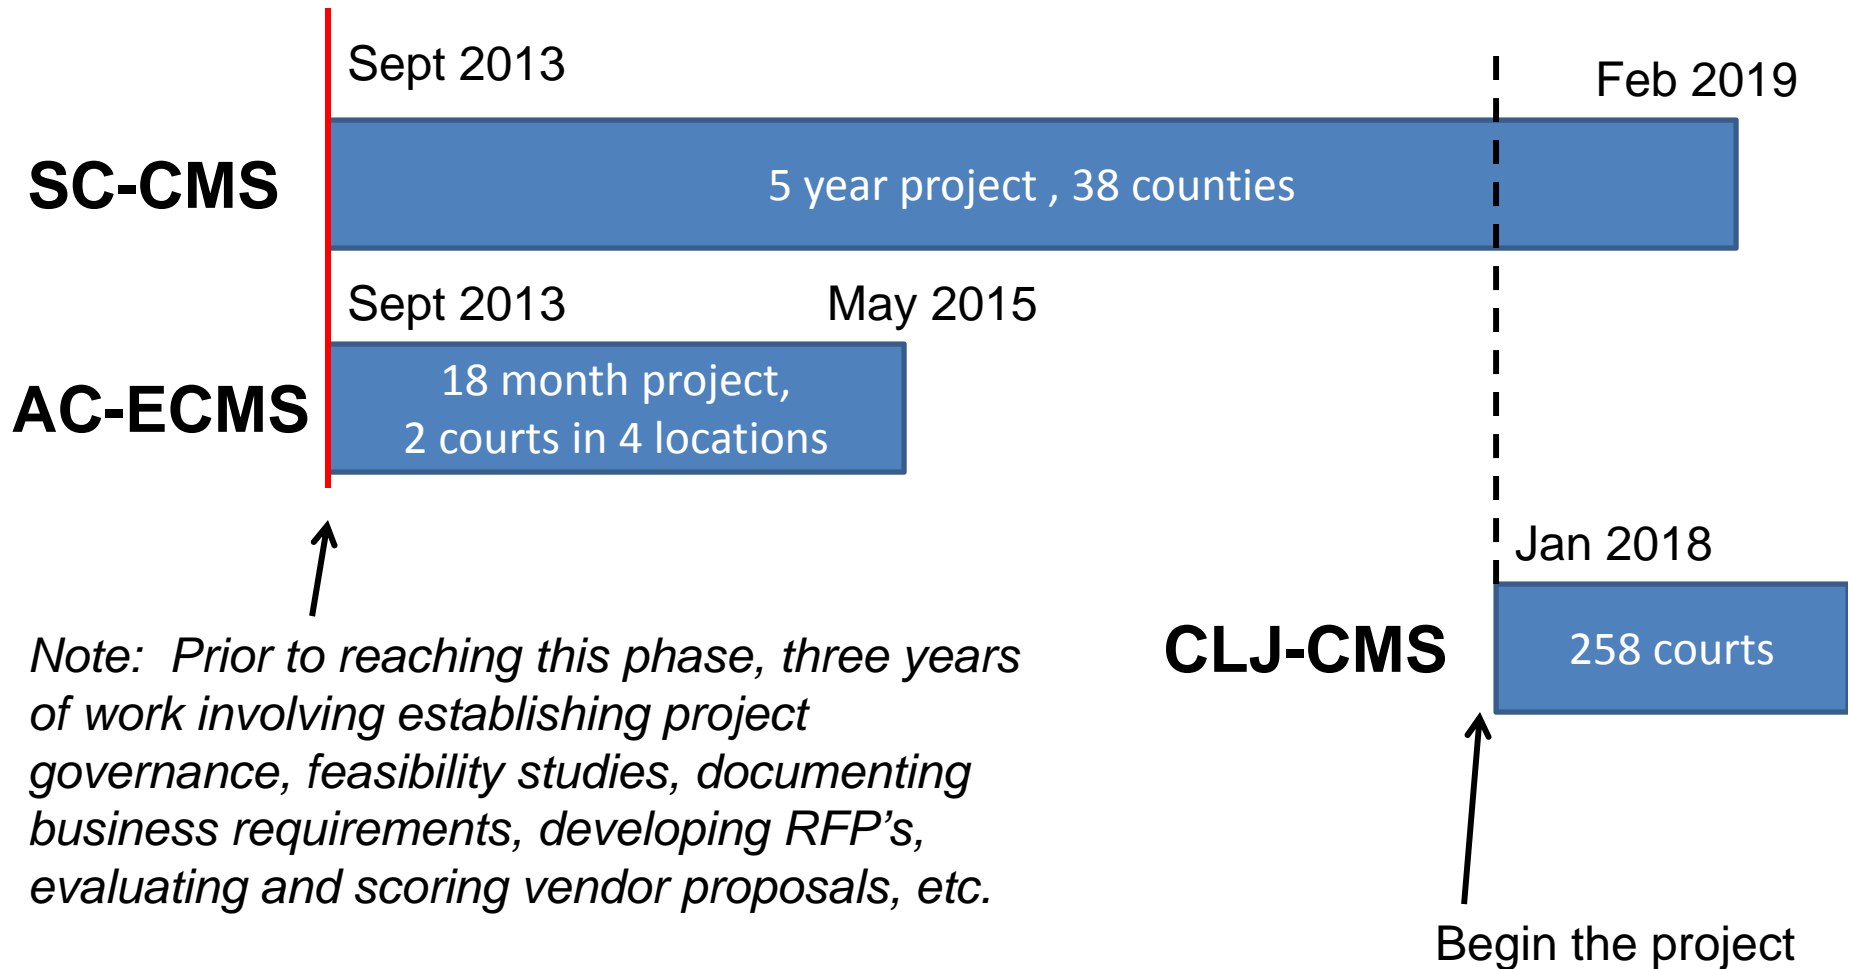 Sept 2013
Feb 2019
SC-CMS
5 year project , 38 counties
Sept 2013
May 2015
AC-ECMS
18 month project,
2 courts in 4 locations
Jan 2018
CLJ-CMS
258 courts
Note:  Prior to reaching this phase, three years
of work involving establishing project
governance, feasibility studies, documenting
business requirements, developing RFP’s,
evaluating and scoring vendor proposals, etc.
Begin the project